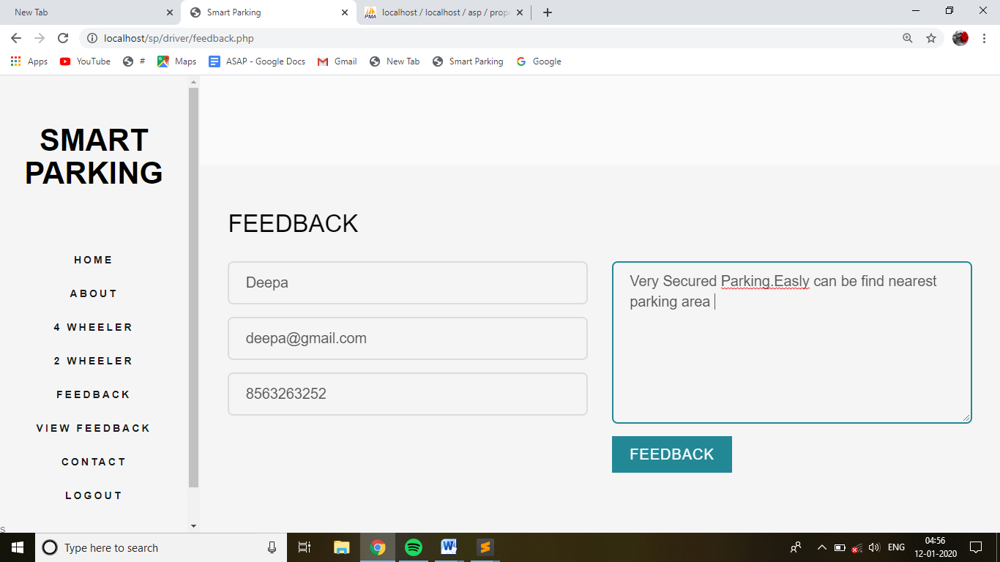 New Tab
Smart Parking
PMA
localhost / localhost / asp / prop
localhost/sp/driver/feedback.php
Apps
YouTube
#
Maps
ASAP - Google Docs
Gmail
New Tab
Smart Parking
Google
SMART
PARKING
HOME
ABOUT
4 WHEELER
2 WHEELER
FEEDBACK
VIEW FEEDBACK
CONTACT
LOGOUT
s
FEEDBACK
Deepa
deepa@gmail.com
8563263252
Very Secured Parking.Easly can be find nearest
parking area
FEEDBACK
Type here to search
ENG
04:56
12-01-2020